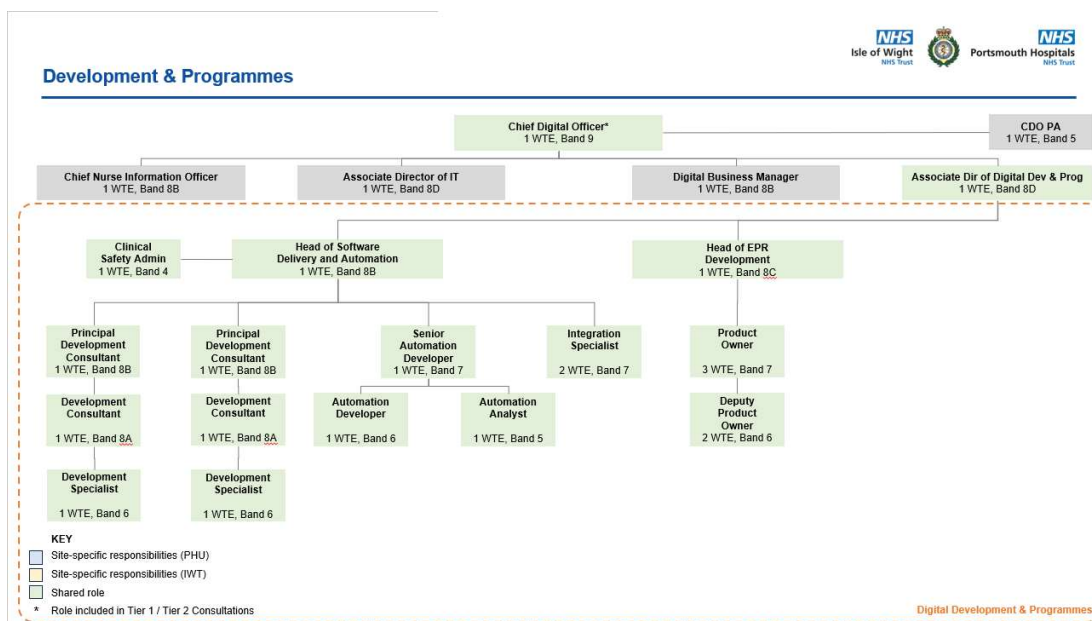 NHS
Isle of Wight
NHS Trust
NHS
Portsmouth Hospitals
NHS Trust
Development & Programmes
Chief Digital Officer*
1 WTE, Band 9
CDO PA
1 WTE, Band 5
Chief Nurse Information Officer
1 WTE, Band 8B
Associate Director of IT
1 WTE, Band 8D
Digital Business Manager
1 WTE, Band 8B
Associate Dir of Digital Dev & Prog
1 WTE, Band 8D
Clinical
Safety Admin
1 WTE, Band 4
Head of Software
Delivery and Automation
1 WTE, Band 8B
Head of EPR
Development
1 WTE, Band 8C
Principal
Development
Consultant
1 WTE, Band 8B
Principal
Development
Consultant
1 WTE, Band 8B
Senior
Automation
Developer
1 WTE, Band 7
Integration
Specialist
2 WTE, Band 7
Product
Owner
3 WTE, Band 7
Development
Consultant
1 WTE, Band 8A
Development
Consultant
1 WTE, Band 8A
Automation
Developer
1 WTE, Band 6
Automation
Analyst
1 WTE, Band 5
Deputy
Product
Owner
2 WTE, Band 6
Development
Specialist
1 WTE, Band 6
Development
Specialist
1 WTE, Band 6
KEY
Site-specific responsibilities (PHU)
Site-specific responsibilities (IWT)
Shared role
* Role included in Tier 1 / Tier 2 Consultations
Digital Development & Programmes